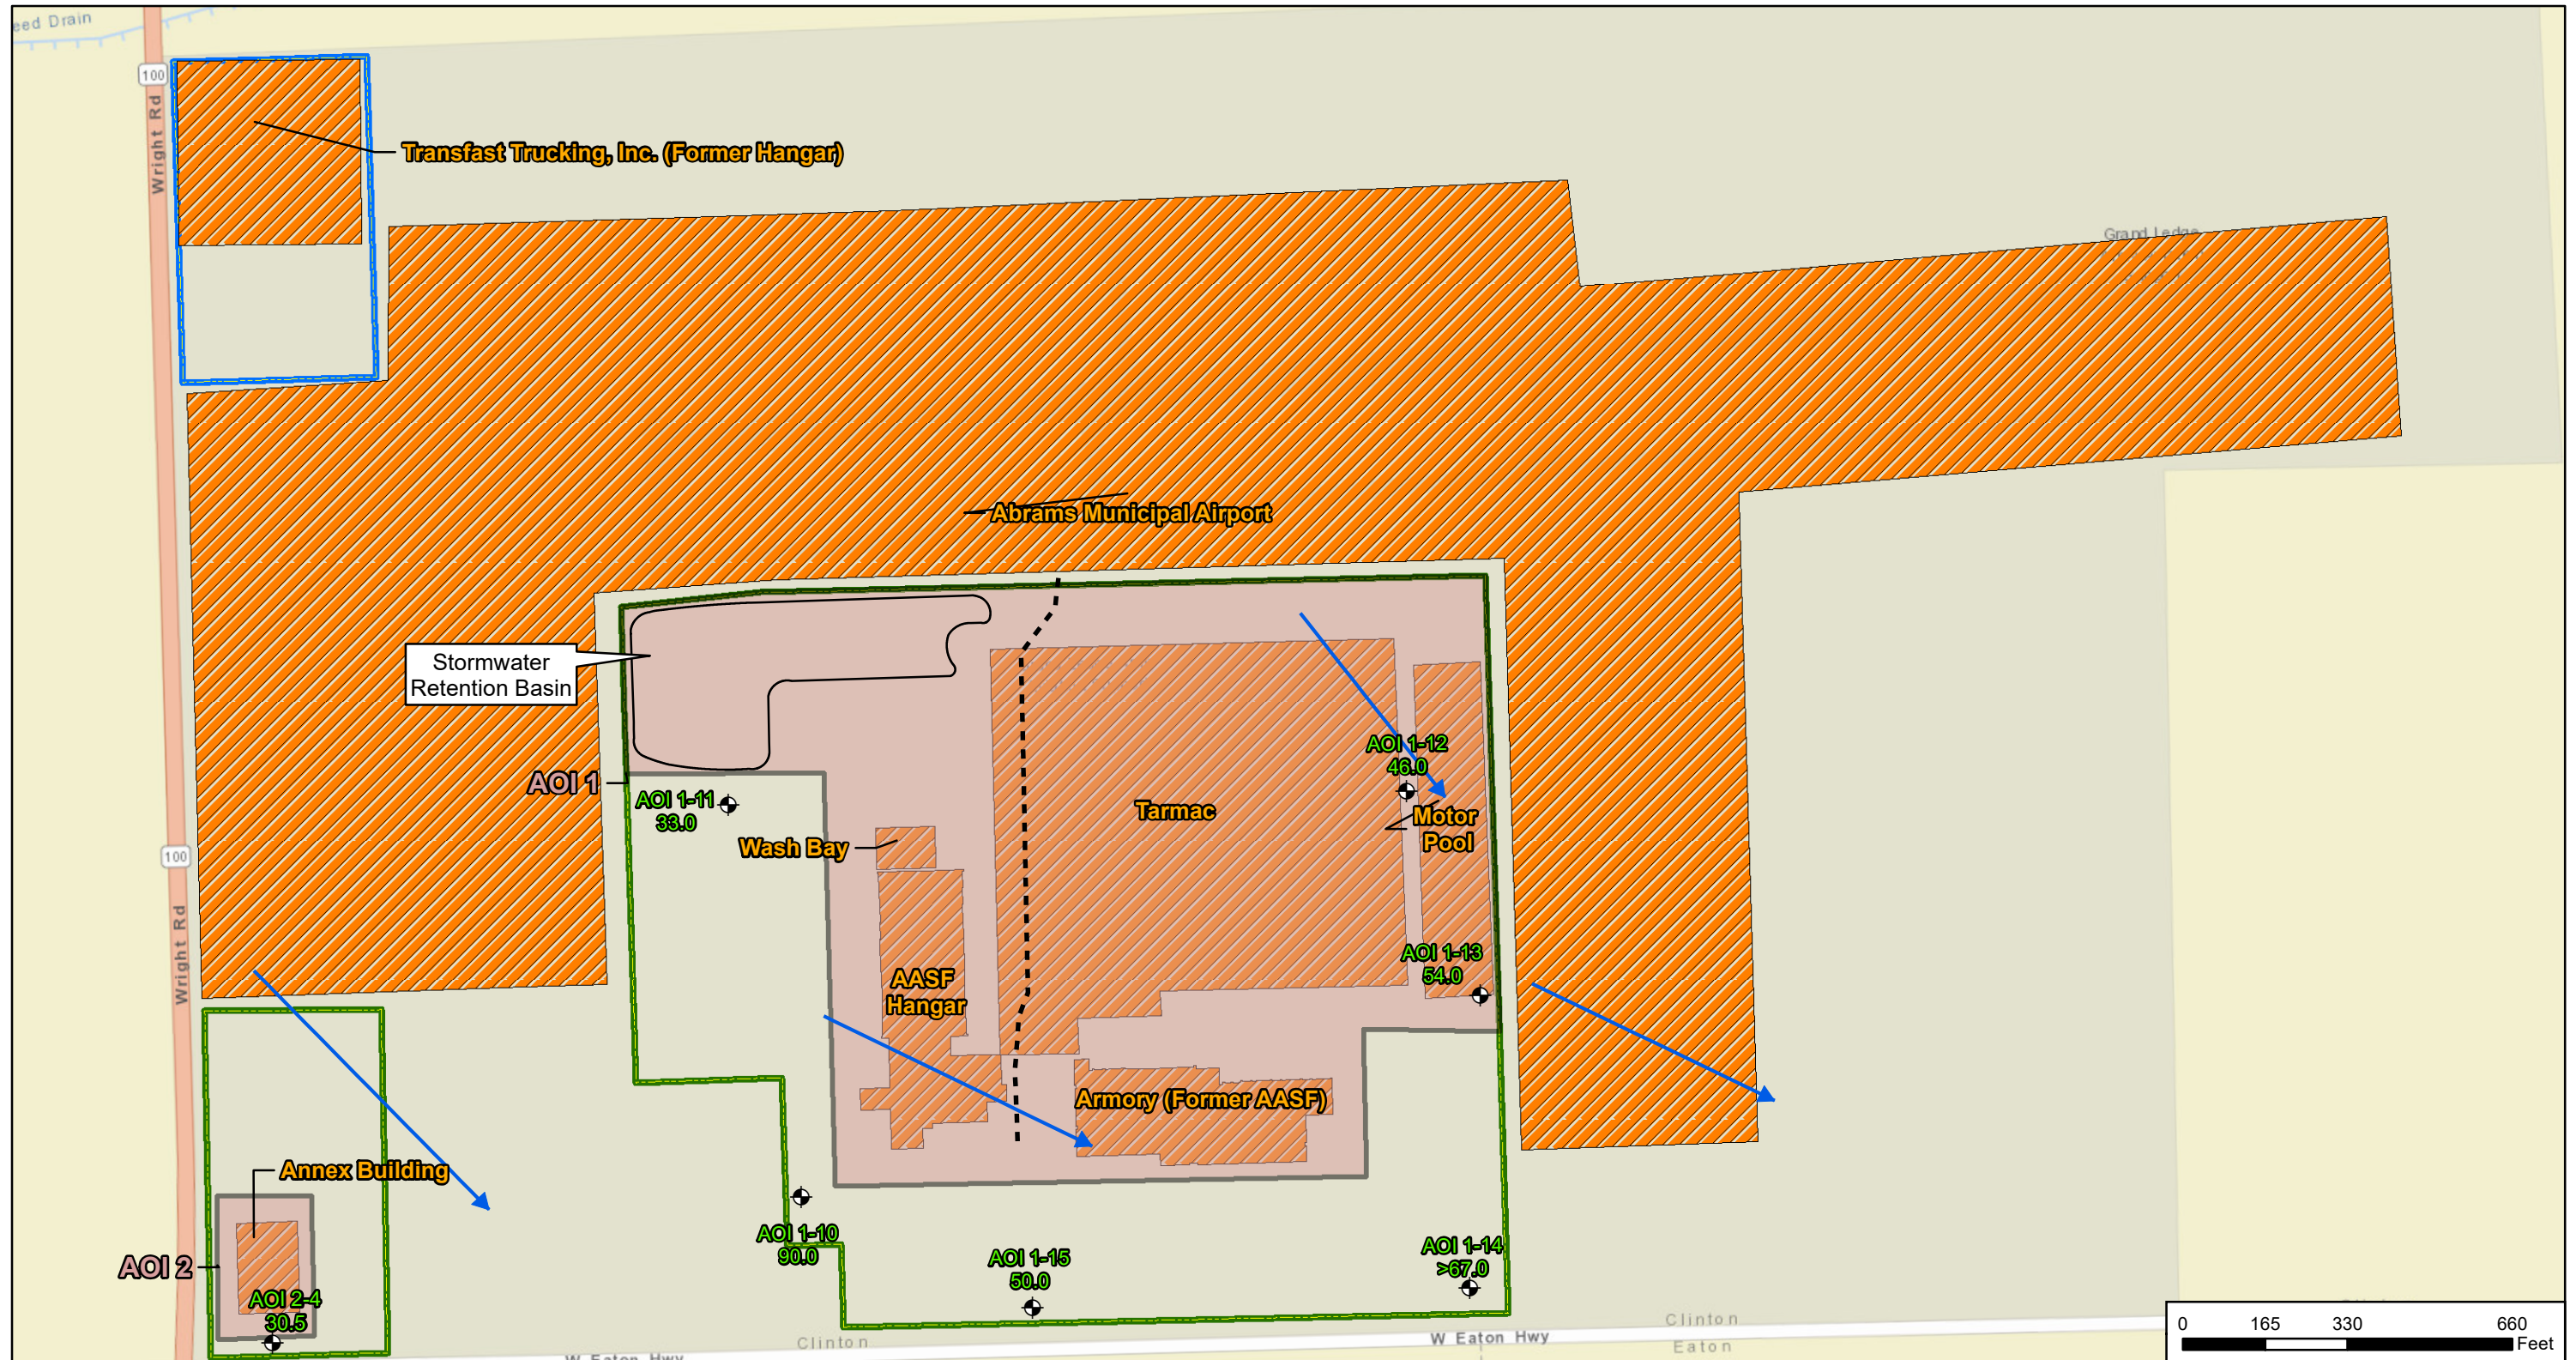 eed Drain
100
Wright Rd
Transfast Trucking, Inc. (Former Hangar)
Grand Ledge
Abrams Municipal Airport
Stormwater
Retention Basin
AOI 1
AOI 1-11
33.0
Wash Bay
Tarmac
AOI 1-12
46.0
Motor
Pool
100
Wright Rd
AASF
Hangar
AOI 1-13
54.0
Armory (Former AASF)
Annex Building
AOI 2
AOI 2-4
30.5
AOI 1-10
90.0
AOI 1-15
50.0
AOI 1-14
>67.0
Clinton
W Eaton Hwy
W Eaton Hwy
Clinton
Eaton
0 165 330 660
Feet